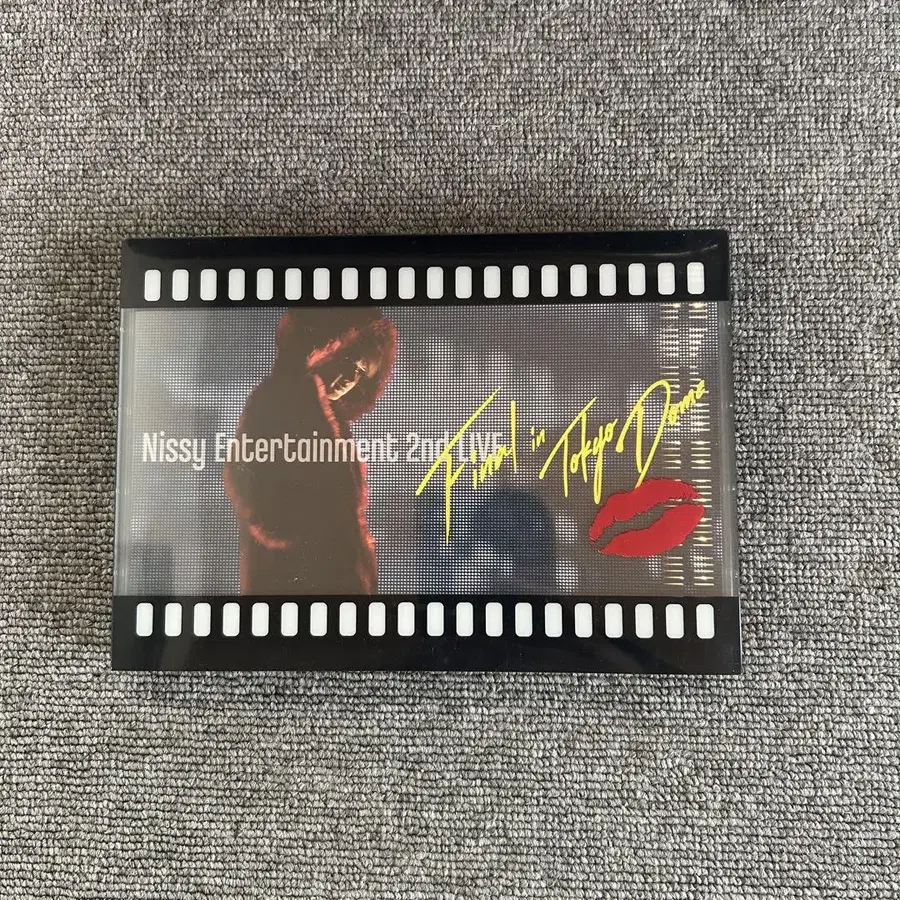 Nissy Entertainment 2nd LIVE
Final in Tokyo Dome